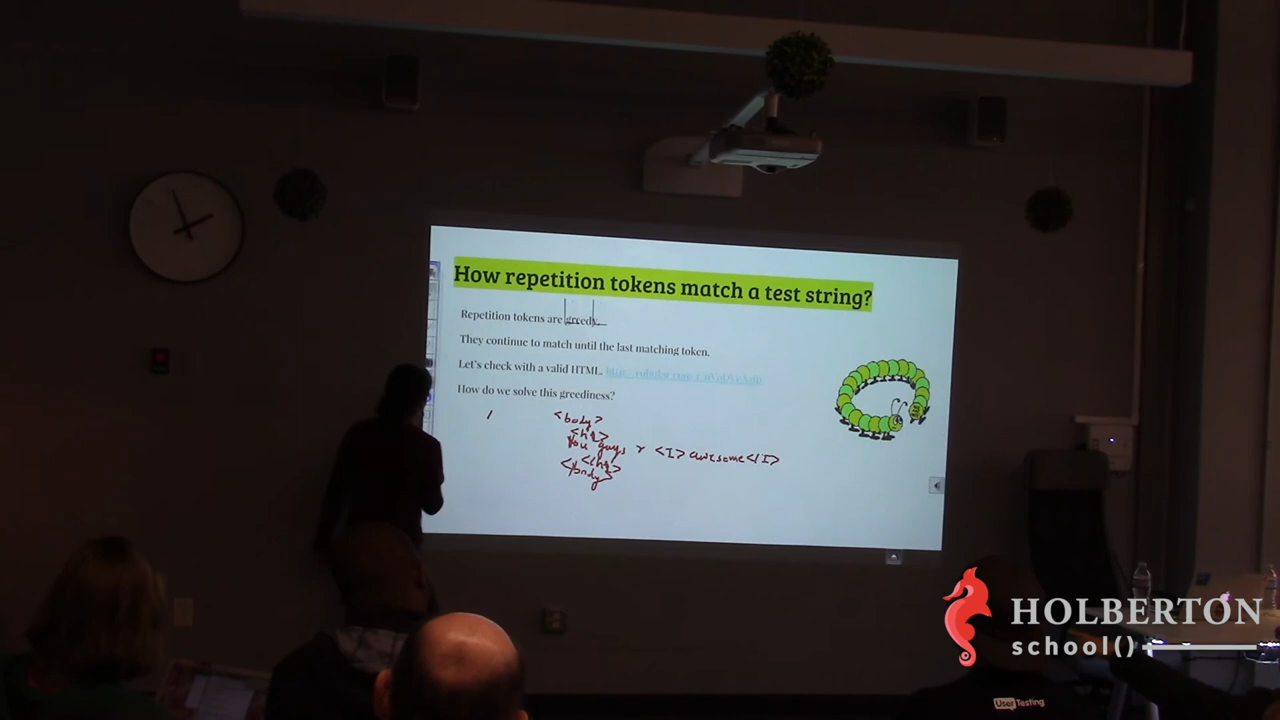 How repetition tokens match a test string?
Repetition tokens are greedy.
They continue to match until the last matching token.
Let's check with a valid HTML.
How do we solve this greediness?
/
<body>
<h1>
You guys r <I> awesome </I>
</h1>
</body>
HOLBERTON
school()
UserTesting